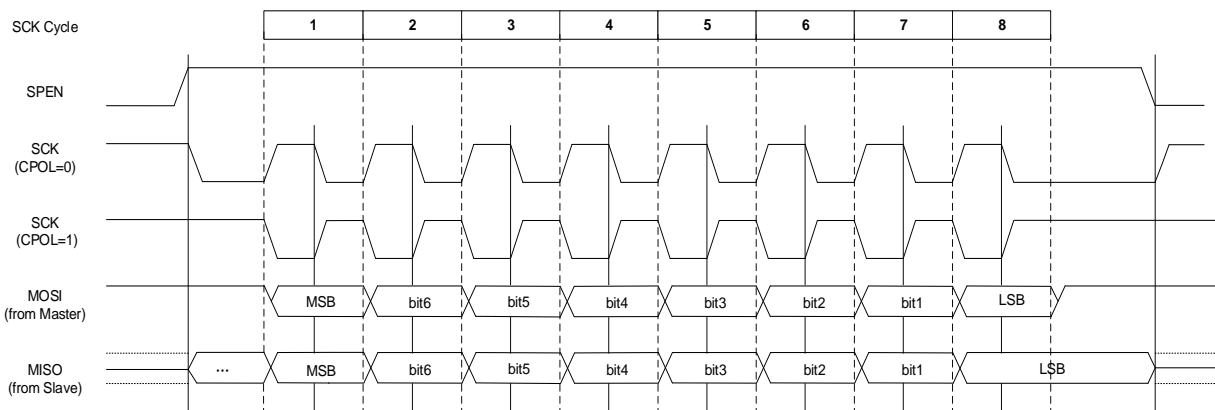 SCK Cycle 1 2 3 4 5 6 7 8
SPEN
SCK
(CPOL=0)
SCK
(CPOL=1)
MOSI
(from Master)
MSB bit6 bit5 bit4 bit3 bit2 bit1 LSB
MISO
(from Slave)
... MSB bit6 bit5 bit4 bit3 bit2 bit1 LSB